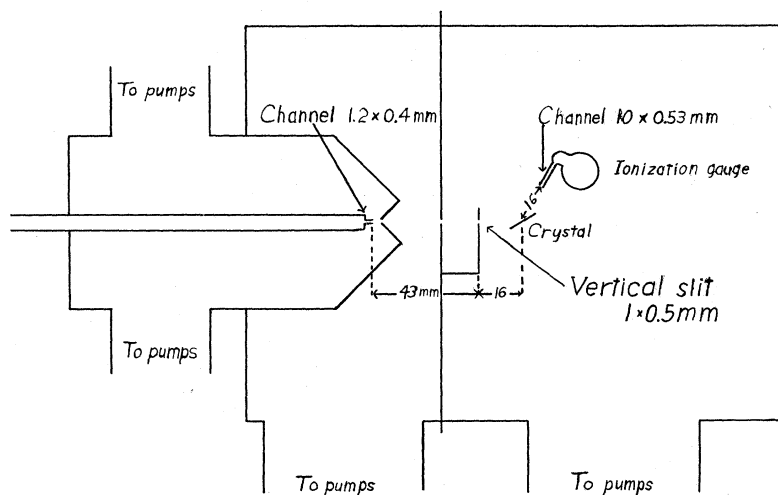 To pumps
Channel 1.2×0.4mm
Channel 10 × 0.53mm
Ionization gauge
16
Crystal
43mm
16
Vertical slit
1×0.5mm
To pumps
To pumps
To pumps